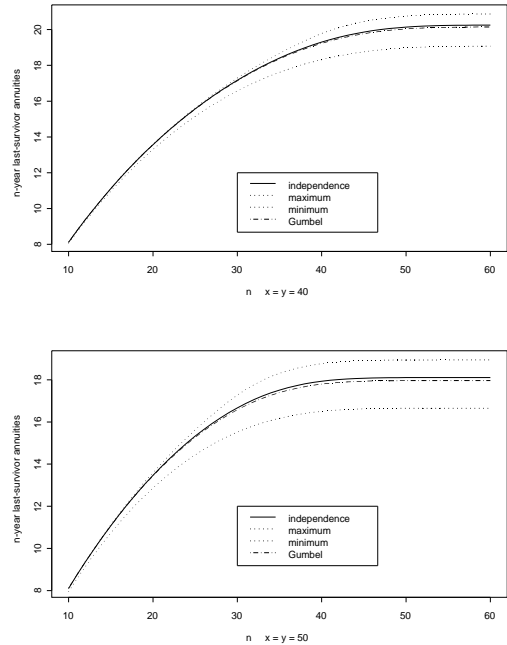 20
18
16
14
12
10
8
n-year last-survivor annuities
independence
maximum
minimum
Gumbel
10 20 30 40 50 60
n x = y = 40
18
16
14
12
10
8
n-year last-survivor annuities
independence
maximum
minimum
Gumbel
10 20 30 40 50 60
n x = y = 50